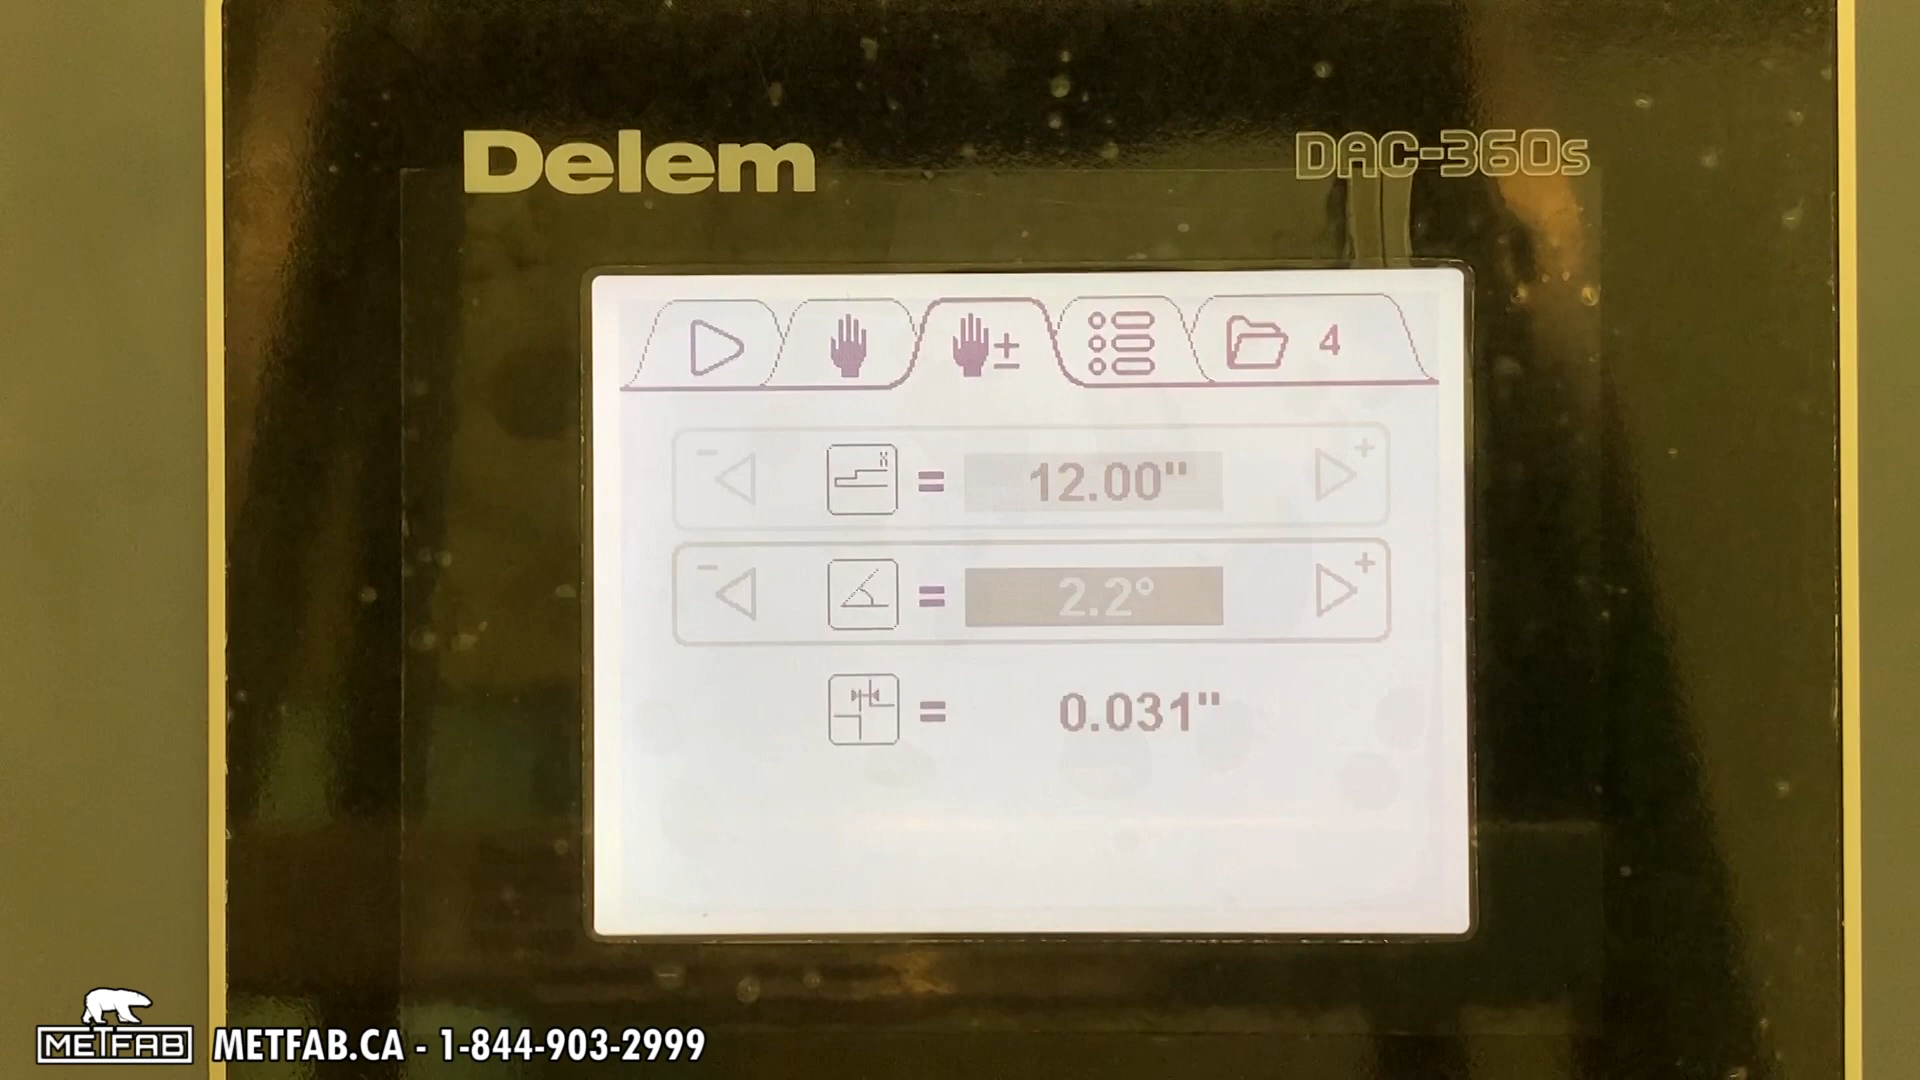 Delem
DAC-360s
±
4
X
- = 12.00" +
- = 2.2° +
= 0.031"
METFAB METFAB.CA - 1-844-903-2999